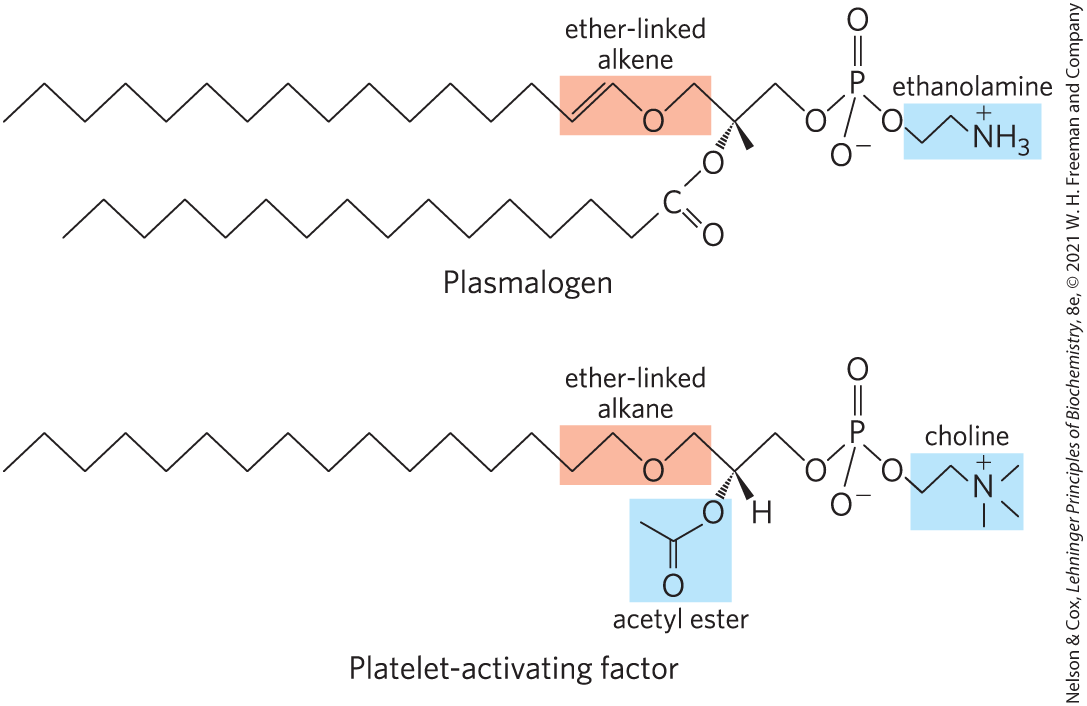 ether-linked
alkene
O
P
O
O
O⁻
ethanolamine
+
NH₃
O
O
C
O
Plasmalogen
ether-linked
alkane
O
P
O
O
O⁻
choline
+
N
O
O
H
O
acetyl ester
Platelet-activating factor
Nelson & Cox, Lehninger Principles of Biochemistry, 8e, © 2021 W. H. Freeman and Company